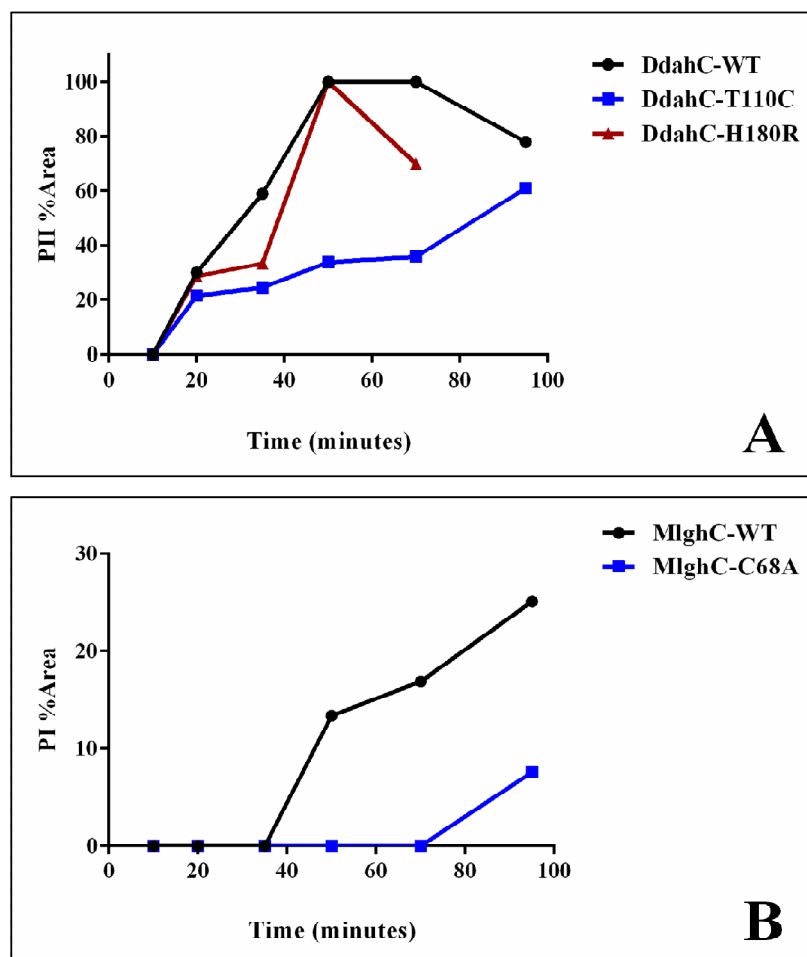 DdahC-WT
DdahC-T110C
DdahC-H180R
PII %Area
100
80
60
40
20
0
0 20 40 60 80 100
Time (minutes)
A
MlghC-WT
MlghC-C68A
PI %Area
30
20
10
0
0 20 40 60 80 100
Time (minutes)
B